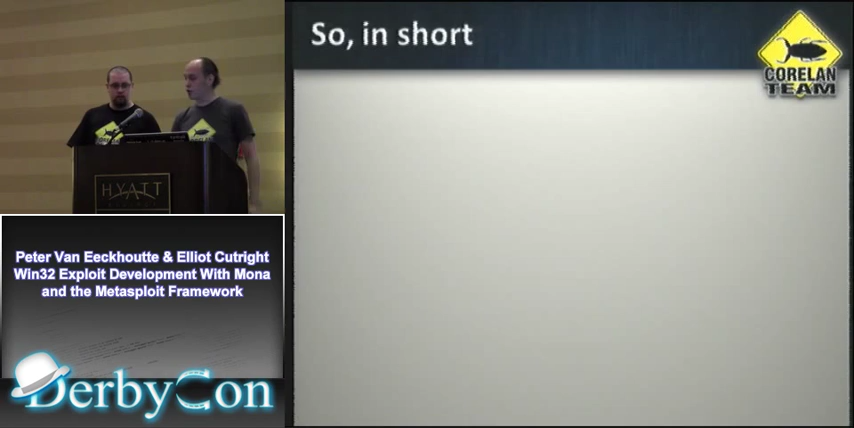 So, in short
CORELAN
TEAM
HYATT
Peter Van Eeckhoutte & Elliot Cutright
Win32 Exploit Development With Mona
and the Metasploit Framework
DerbyCon